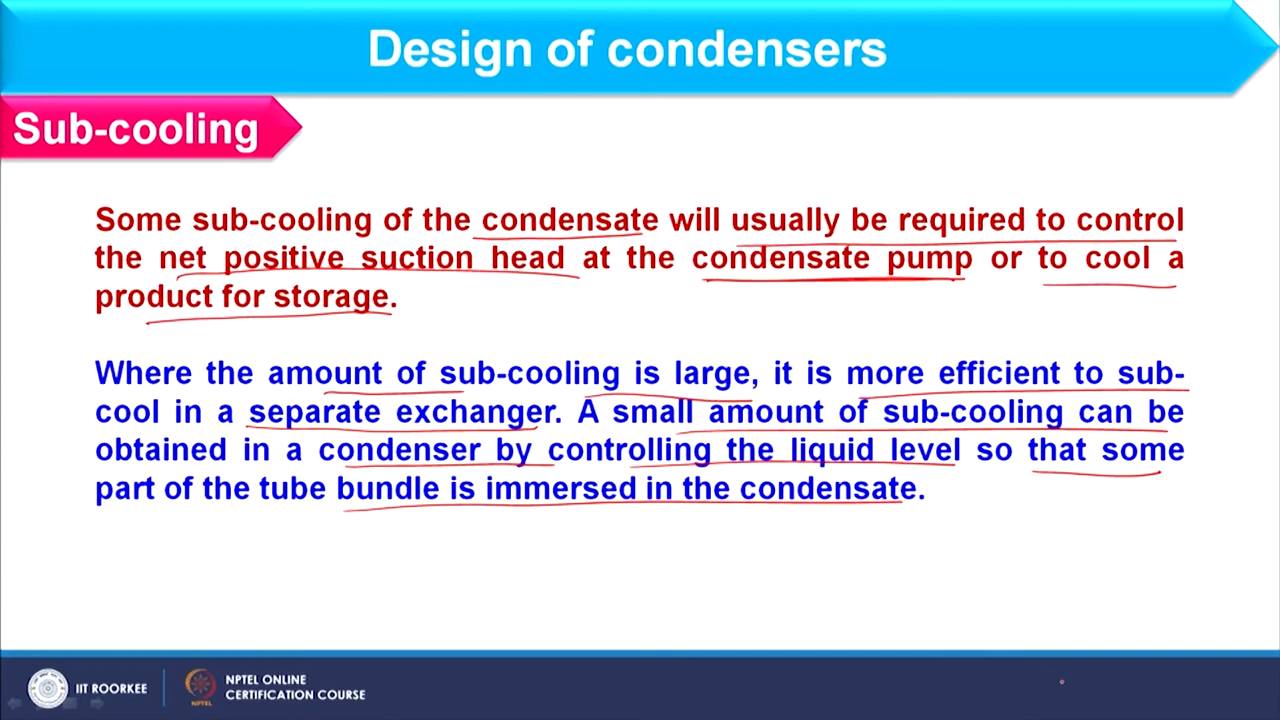 Design of condensers
Sub-cooling
Some sub-cooling of the condensate will usually be required to control
the net positive suction head at the condensate pump or to cool a
product for storage.
Where the amount of sub-cooling is large, it is more efficient to sub-
cool in a separate exchanger. A small amount of sub-cooling can be
obtained in a condenser by controlling the liquid level so that some
part of the tube bundle is immersed in the condensate.
IIT ROORKEE
NPTEL ONLINE
CERTIFICATION COURSE
NPTEL